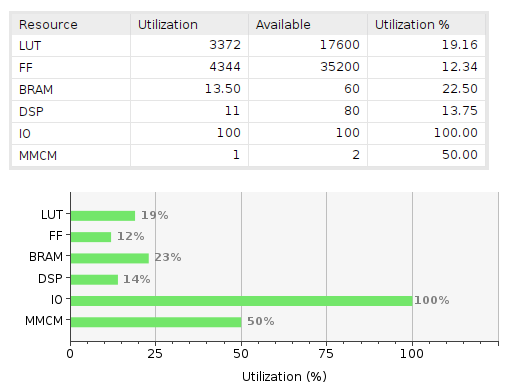 Resource Utilization Available Utilization %
LUT 3372 17600 19.16
FF 4344 35200 12.34
BRAM 13.50 60 22.50
DSP 11 80 13.75
IO 100 100 100.00
MMCM 1 2 50.00
LUT 19%
FF 12%
BRAM 23%
DSP 14%
IO 100%
MMCM 50%
0 25 50 75 100
Utilization (%)